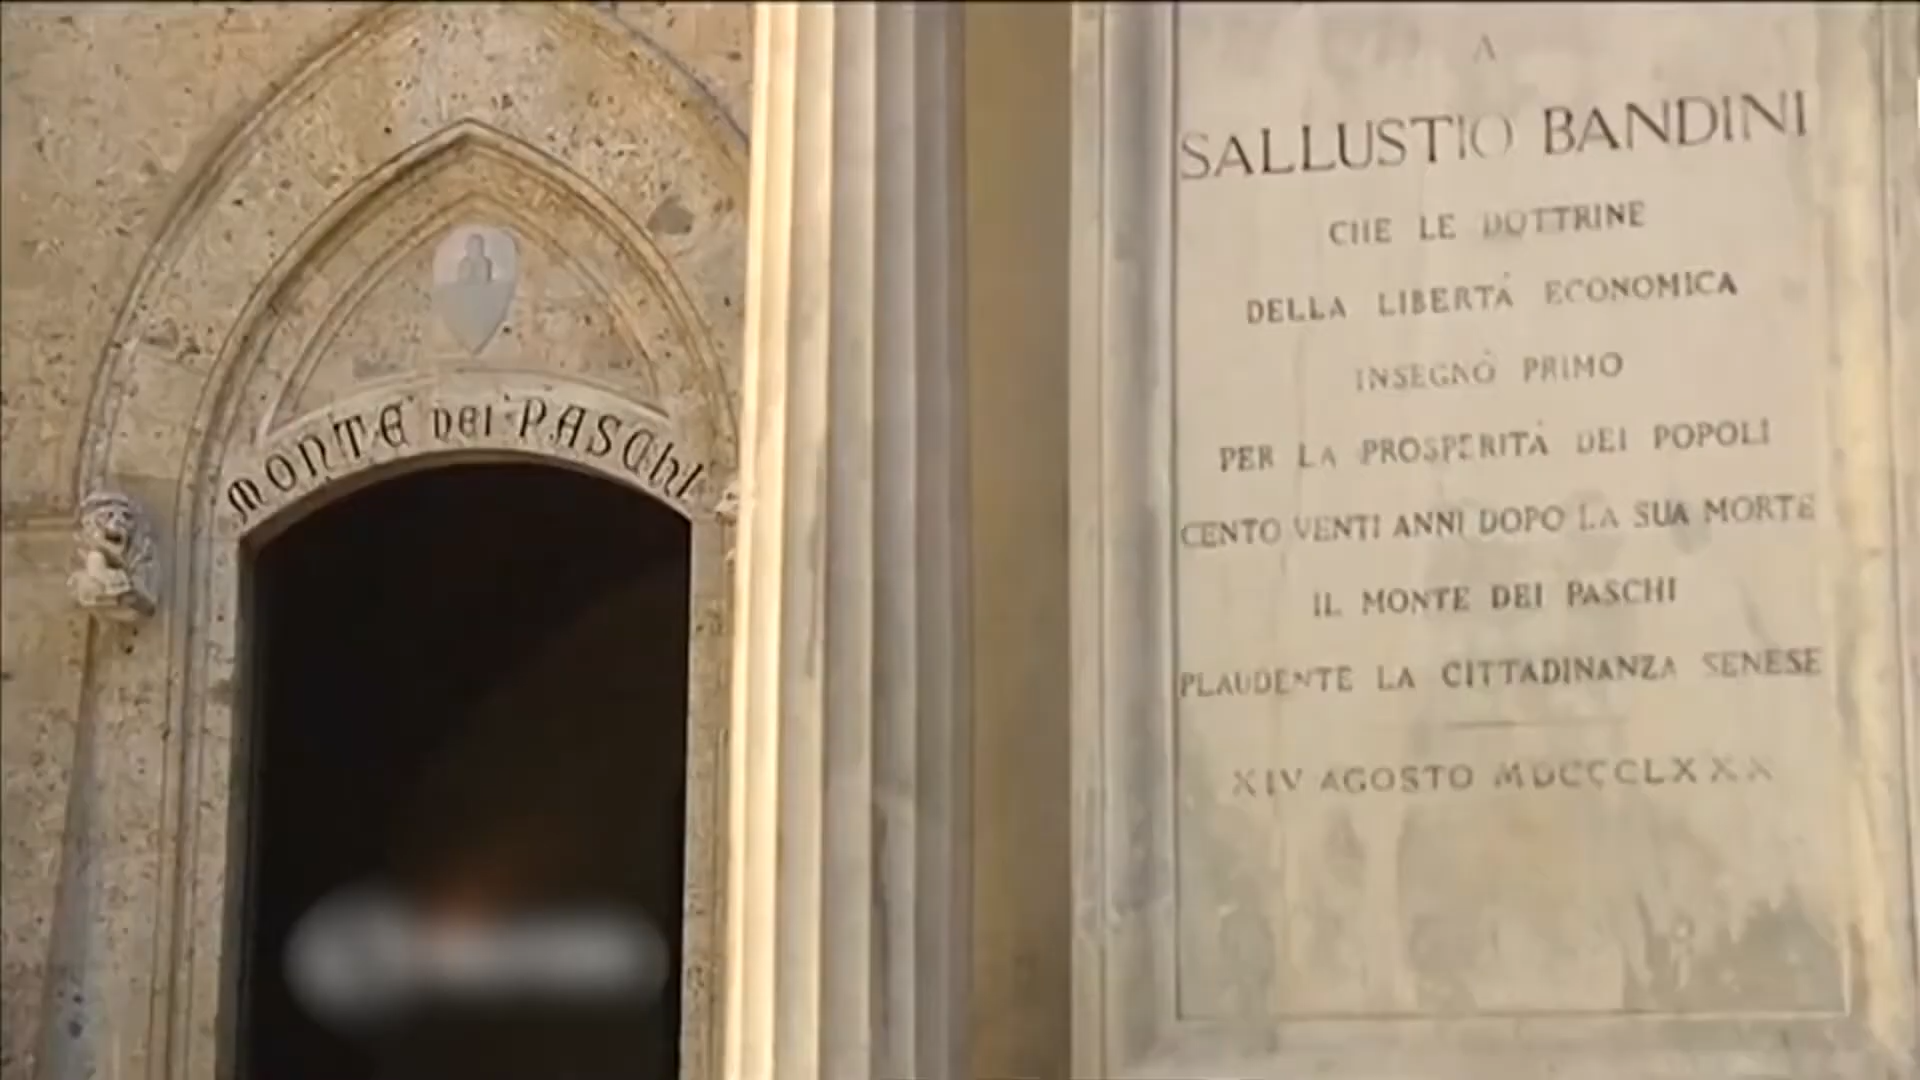 MONTE DEI PASCHI
A
SALLUSTIO BANDINI
CHE LE DOTTRINE
DELLA LIBERTÁ ECONOMICA
INSEGNÒ PRIMO
PER LA PROSPERITÀ DEI POPOLI
CENTO VENTI ANNI DOPO LA SUA MORTE
IL MONTE DEI PASCHI
PLAUDENTE LA CITTADINANZA SENESE
XIV AGOSTO MDCCCLXXX